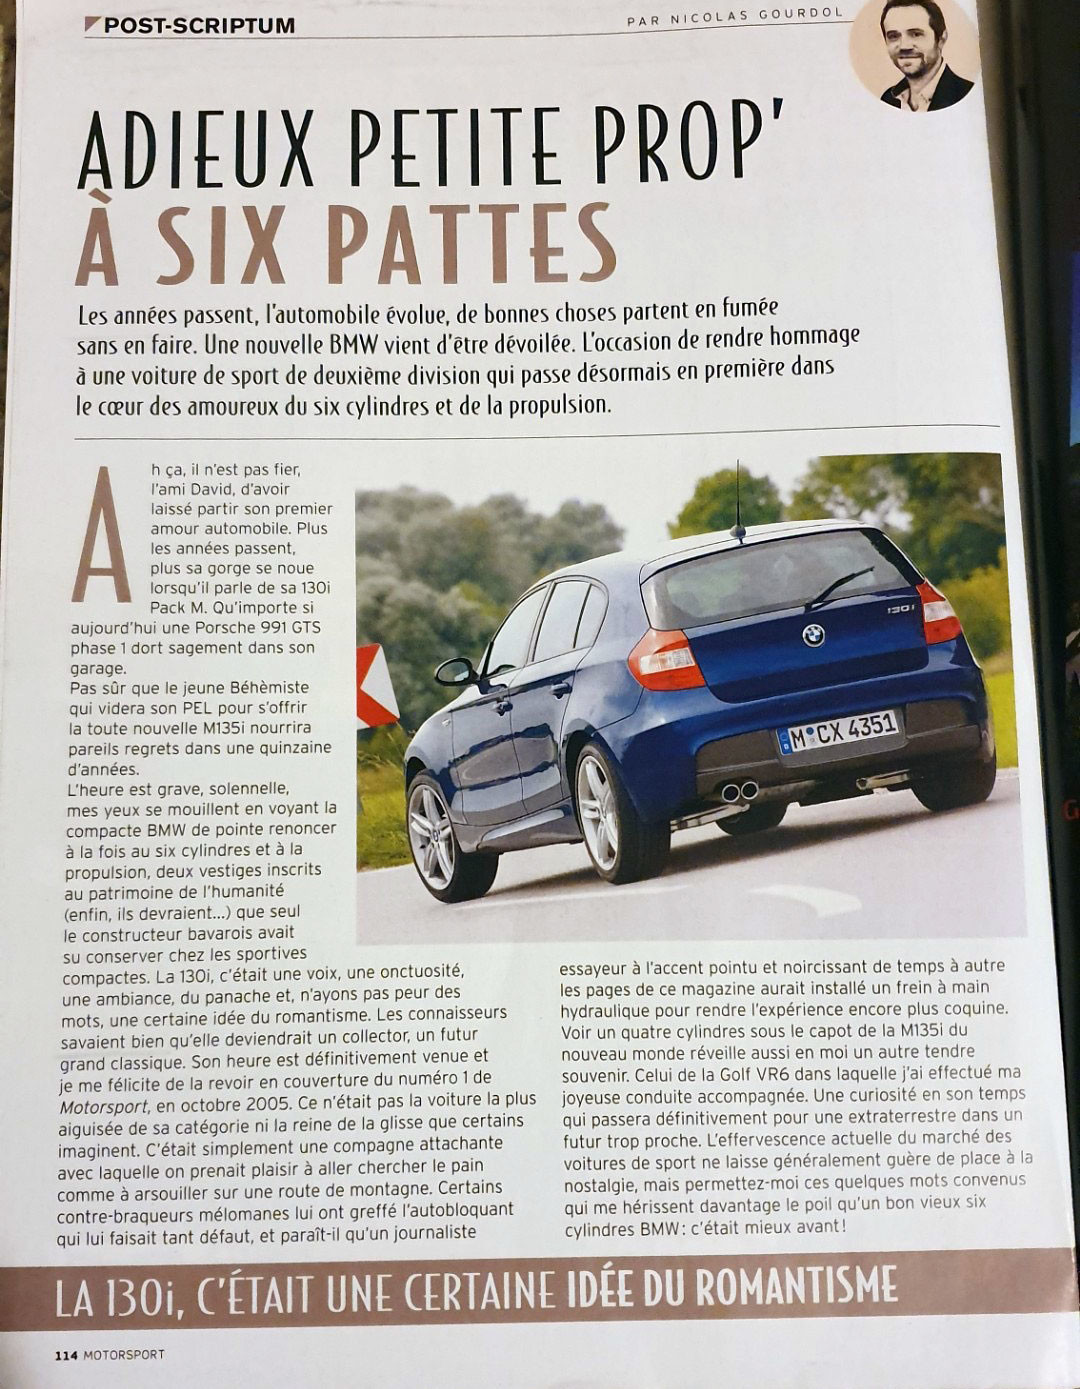 POST-SCRIPTUM
PAR NICOLAS GOURDOL
ADIEUX PETITE PROP'
À SIX PATTES
Les années passent, l'automobile évolue, de bonnes choses partent en fumée
sans en faire. Une nouvelle BMW vient d'être dévoilée. L'occasion de rendre hommage
à une voiture de sport de deuxième division qui passe désormais en première dans
le cœur des amoureux du six cylindres et de la propulsion.
Ah ça, il n'est pas fier,
l'ami David, d'avoir
laissé partir son premier
amour automobile. Plus
les années passent,
plus sa gorge se noue
lorsqu'il parle de sa 130i
Pack M. Qu'importe si
aujourd'hui une Porsche 991 GTS
phase 1 dort sagement dans son
garage.
Pas sûr que le jeune Béhèmiste
qui videra son PEL pour s'offrir
la toute nouvelle M135i nourrira
pareils regrets dans une quinzaine
d'années.
L'heure est grave, solennelle,
mes yeux se mouillent en voyant la
compacte BMW de pointe renoncer
à la fois au six cylindres et à la
propulsion, deux vestiges inscrits
au patrimoine de l'humanité
(enfin, ils devraient...) que seul
le constructeur bavarois avait
su conserver chez les sportives
compactes. La 130i, c'était une voix, une onctuosité,
une ambiance, du panache et, n'ayons pas peur des
mots, une certaine idée du romantisme. Les connaisseurs
savaient bien qu'elle deviendrait un collector, un futur
grand classique. Son heure est définitivement venue et
je me félicite de la revoir en couverture du numéro 1 de
Motorsport, en octobre 2005. Ce n'était pas la voiture la plus
aiguisée de sa catégorie ni la reine de la glisse que certains
imaginent. C'était simplement une compagne attachante
avec laquelle on prenait plaisir à aller chercher le pain
comme à arsouiller sur une route de montagne. Certains
contre-braqueurs mélomanes lui ont greffé l'autobloquant
qui lui faisait tant défaut, et paraît-il qu'un journaliste
130i
M CX 4351
essayeur à l'accent pointu et noircissant de temps à autre
les pages de ce magazine aurait installé un frein à main
hydraulique pour rendre l'expérience encore plus coquine.
Voir un quatre cylindres sous le capot de la M135i du
nouveau monde réveille aussi en moi un autre tendre
souvenir. Celui de la Golf VR6 dans laquelle j'ai effectué ma
joyeuse conduite accompagnée. Une curiosité en son temps
qui passera définitivement pour une extraterrestre dans un
futur trop proche. L'effervescence actuelle du marché des
voitures de sport ne laisse généralement guère de place à la
nostalgie, mais permettez-moi ces quelques mots convenus
qui me hérissent davantage le poil qu'un bon vieux six
cylindres BMW : c'était mieux avant !
LA 130i, C'ÉTAIT UNE CERTAINE IDÉE DU ROMANTISME
114 MOTORSPORT
G